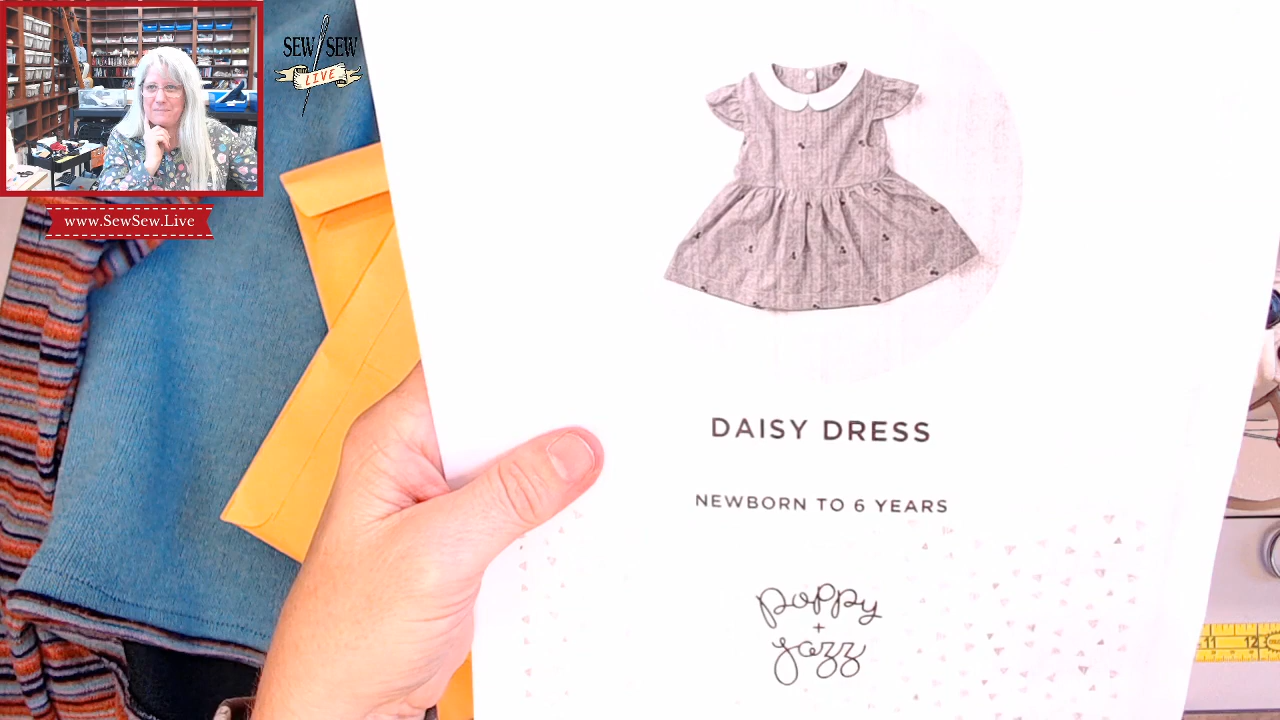 SEW SEW
LIVE
www.SewSew.Live
DAISY DRESS
NEWBORN TO 6 YEARS
poppy
+
jazz
11 12